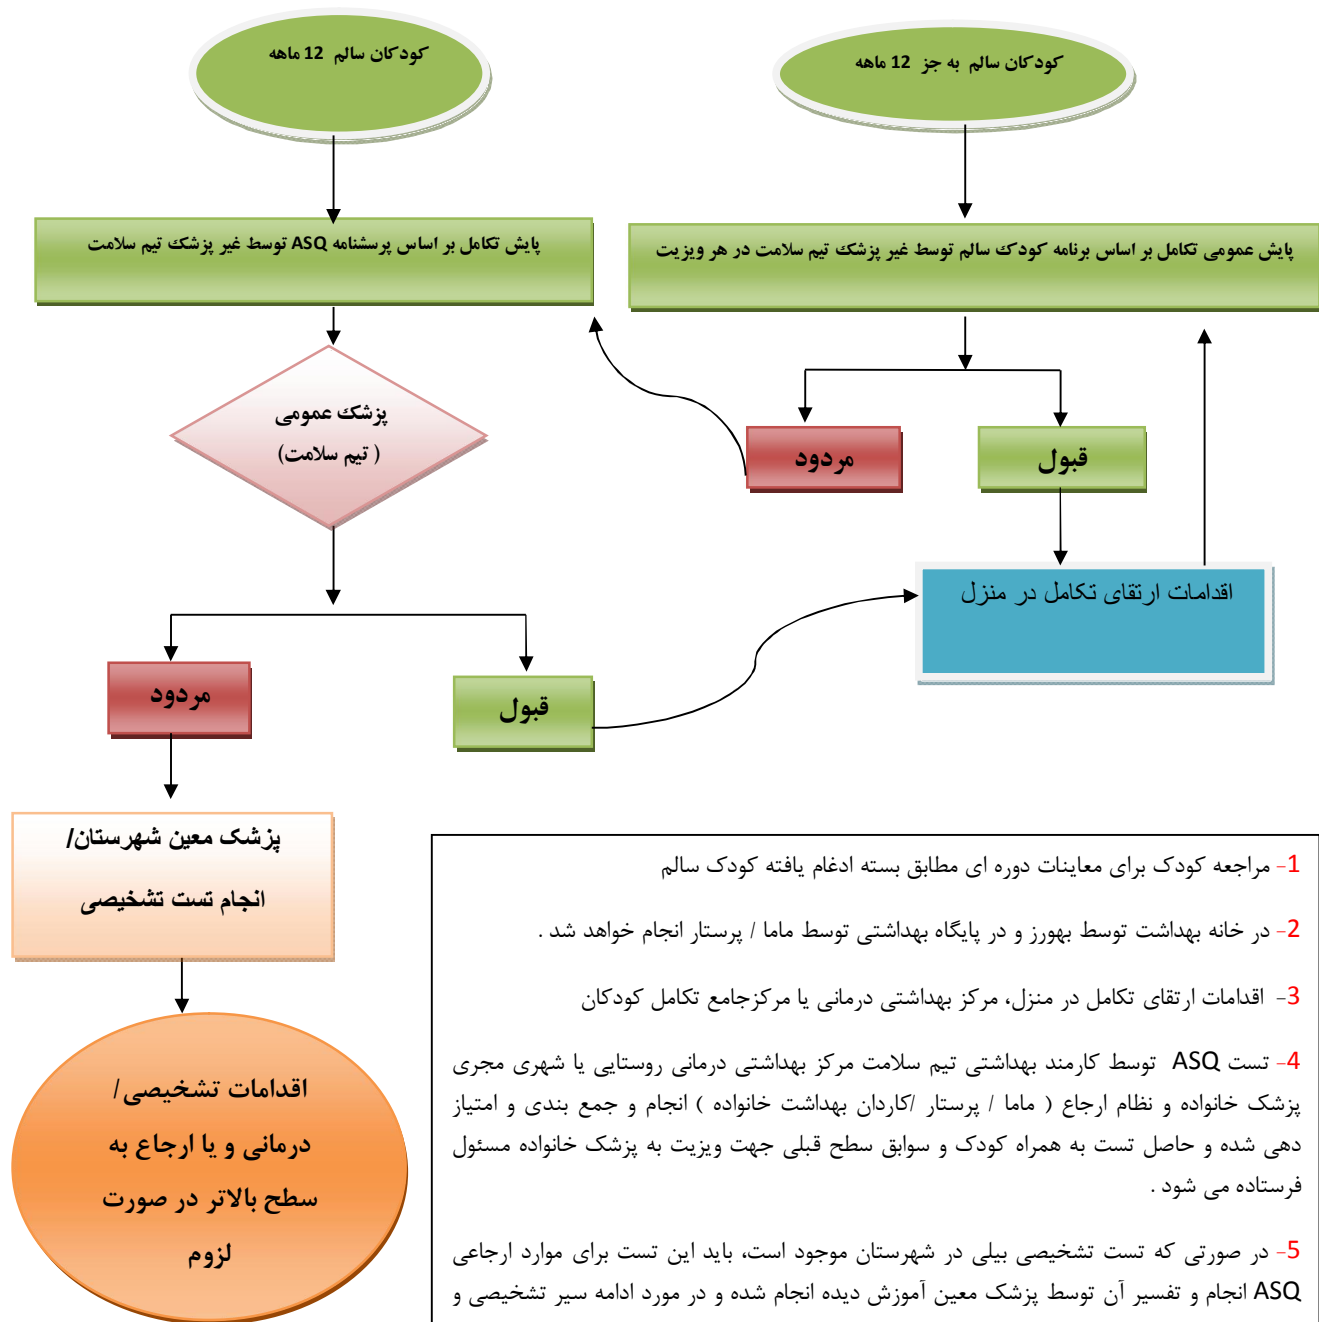 کودکان سالم به جز 12 ماهه
کودکان سالم 12 ماهه
پایش عمومی تکامل بر اساس برنامه کودک سالم توسط غیر پزشک تیم سلامت در هر ویزیت
پایش تکامل بر اساس پرسشنامه ASQ توسط غیر پزشک تیم سلامت
پزشک عمومی
( تیم سلامت)
قبول
مردود
اقدامات ارتقای تکامل در منزل
مردود
قبول
پزشک معین شهرستان/
انجام تست تشخیصی
اقدامات تشخیصی/
درمانی و یا ارجاع به
سطح بالاتر در صورت
لزوم
1- مراجعه کودک برای معاینات دوره ای مطابق بسته ادغام یافته کودک سالم
2- در خانه بهداشت توسط بهورز و در پایگاه بهداشتی توسط ماما / پرستار انجام خواهد شد .
3- اقدامات ارتقای تکامل در منزل، مرکز بهداشتی درمانی یا مرکزجامع تکامل کودکان
4- تست ASQ توسط کارمند بهداشتی تیم سلامت مرکز بهداشتی درمانی روستایی یا شهری مجری
پزشک خانواده و نظام ارجاع ( ماما / پرستار /کاردان بهداشت خانواده ) انجام و جمع بندی و امتیاز
دهی شده و حاصل تست به همراه کودک و سوابق سطح قبلی جهت ویزیت به پزشک خانواده مسئول
فرستاده می شود .
5- در صورتی که تست تشخیصی بیلی در شهرستان موجود است، باید این تست برای موارد ارجاعی
ASQ انجام و تفسیر آن توسط پزشک معین آموزش دیده انجام شده و در مورد ادامه سیر تشخیصی و